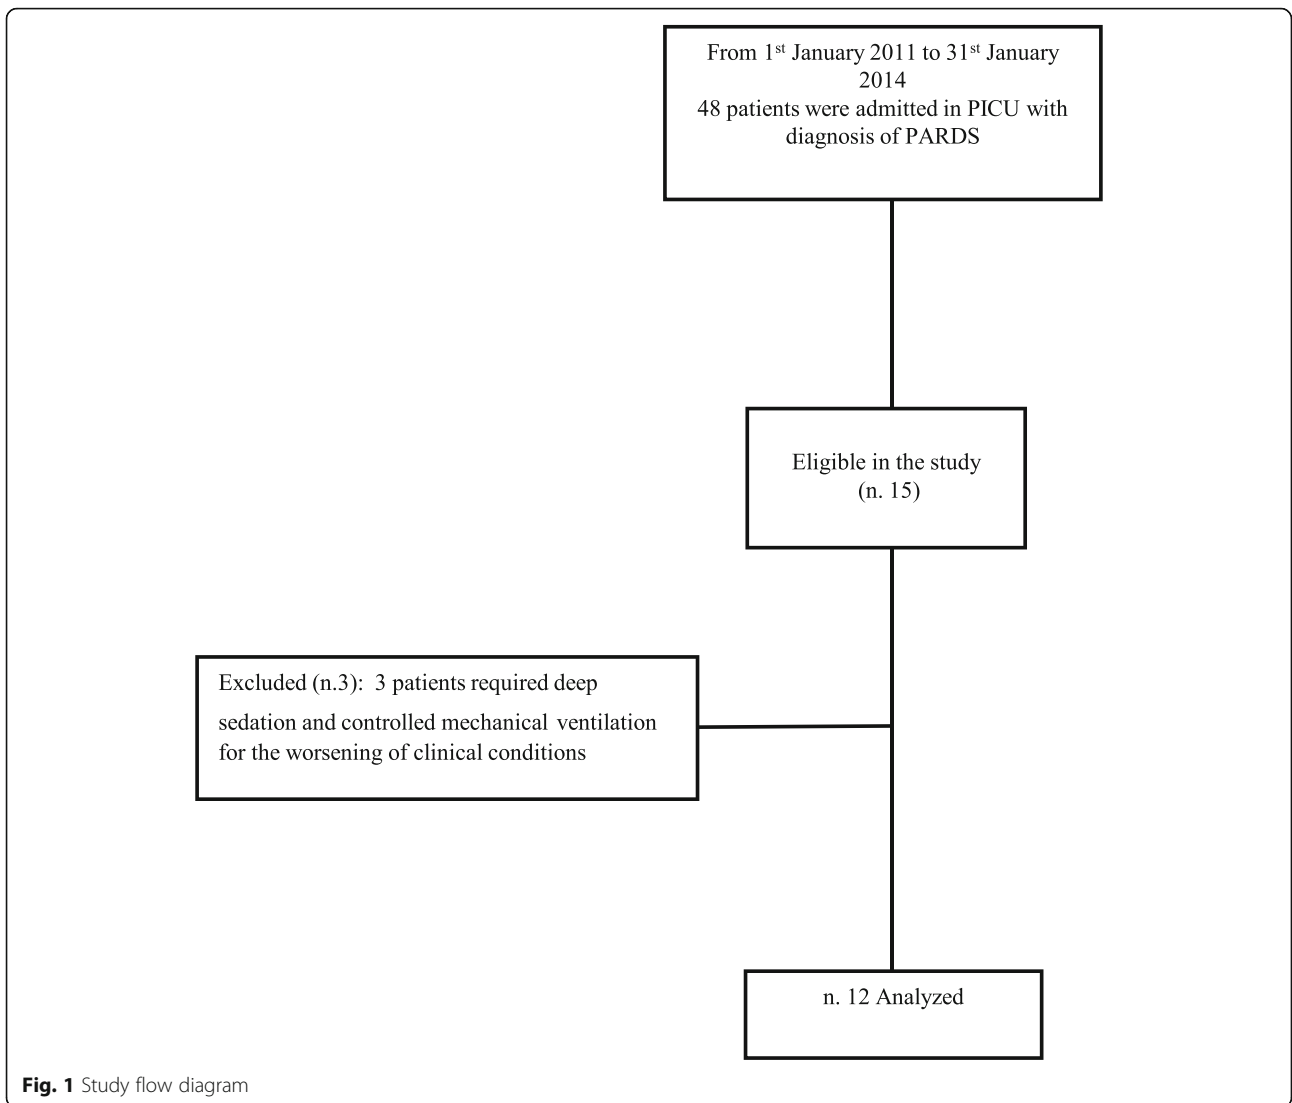 From 1st January 2011 to 31st January
2014
48 patients were admitted in PICU with
diagnosis of PARDS
Eligible in the study
(n. 15)
Excluded (n.3): 3 patients required deep
sedation and controlled mechanical ventilation
for the worsening of clinical conditions
n. 12 Analyzed
Fig. 1 Study flow diagram